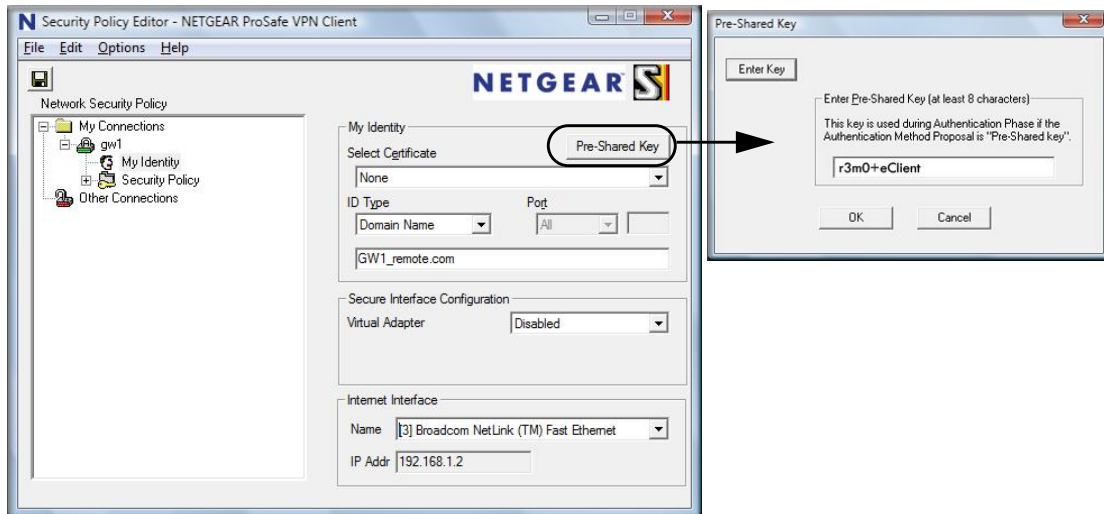 N Security Policy Editor - NETGEAR ProSafe VPN Client
File Edit Options Help
NETGEAR
Network Security Policy
My Connections
gw1
My Identity
Security Policy
Other Connections
My Identity
Select Certificate
Pre-Shared Key
None
ID Type
Port
Domain Name
All
GW1_remote.com
Secure Interface Configuration
Virtual Adapter
Disabled
Internet Interface
Name
[3] Broadcom NetLink (TM) Fast Ethernet
IP Addr
192.168.1.2
Pre-Shared Key
Enter Key
Enter Pre-Shared Key (at least 8 characters)
This key is used during Authentication Phase if the
Authentication Method Proposal is "Pre-Shared key".
r3m0+eClient
OK
Cancel